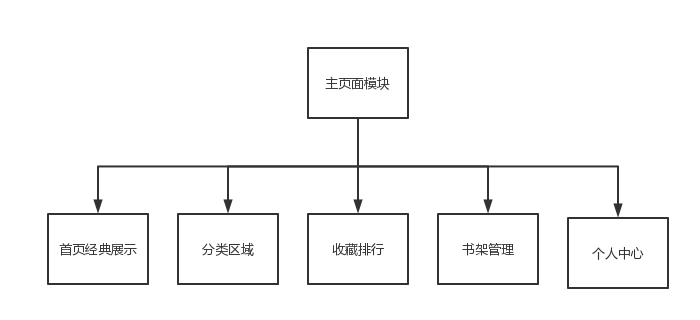 主页面模块
首页经典展示
分类区域
收藏排行
书架管理
个人中心